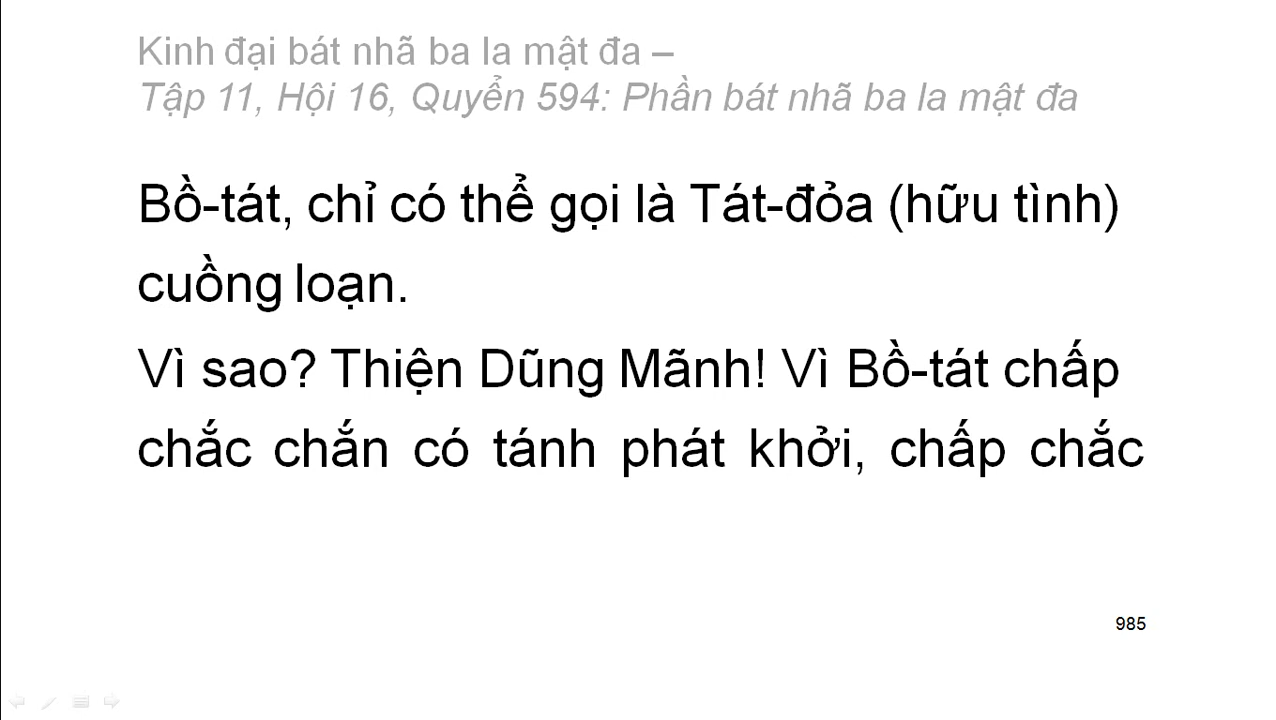 Kinh đại bát nhã ba la mật đa –
Tập 11, Hội 16, Quyển 594: Phần bát nhã ba la mật đa
Bồ-tát, chỉ có thể gọi là Tát-đỏa (hữu tình)
cuồng loạn.
Vì sao? Thiện Dũng Mãnh! Vì Bồ-tát chấp
chắc chắn có tánh phát khởi, chấp chắc
985